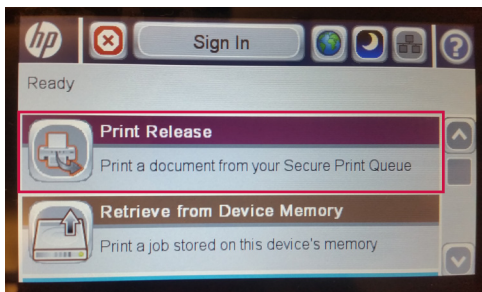 hp
Sign In
?
Ready
Print Release
Print a document from your Secure Print Queue
Retrieve from Device Memory
Print a job stored on this device's memory